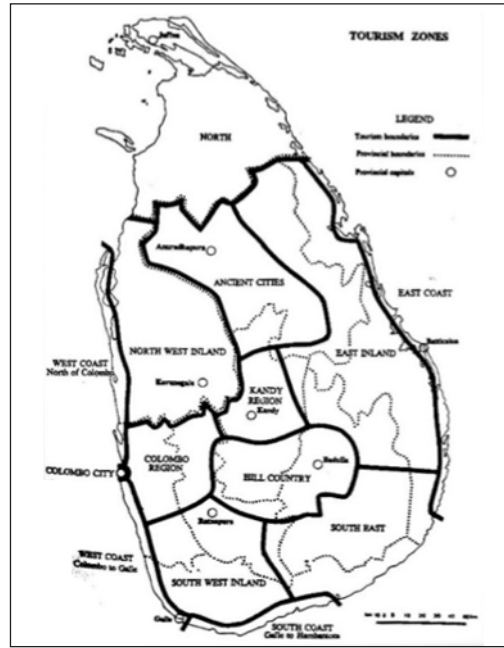 Jaffna
TOURISM ZONES
LEGEND
Tourism boundaries
Provincial boundaries
Provincial capitals
NORTH
Anuradhapura
ANCIENT CITIES
EAST COAST
Batticaloa
EAST INLAND
NORTH WEST INLAND
WEST COAST
North of Colombo
Kurunegala
KANDY
REGION
Kandy
COLOMBO
REGION
COLOMBO CITY
Badulla
HILL COUNTRY
Ratnapura
SOUTH EAST
WEST COAST
Colombo to Galle
SOUTH WEST INLAND
Galle
SOUTH COAST
Galle to Hambantota